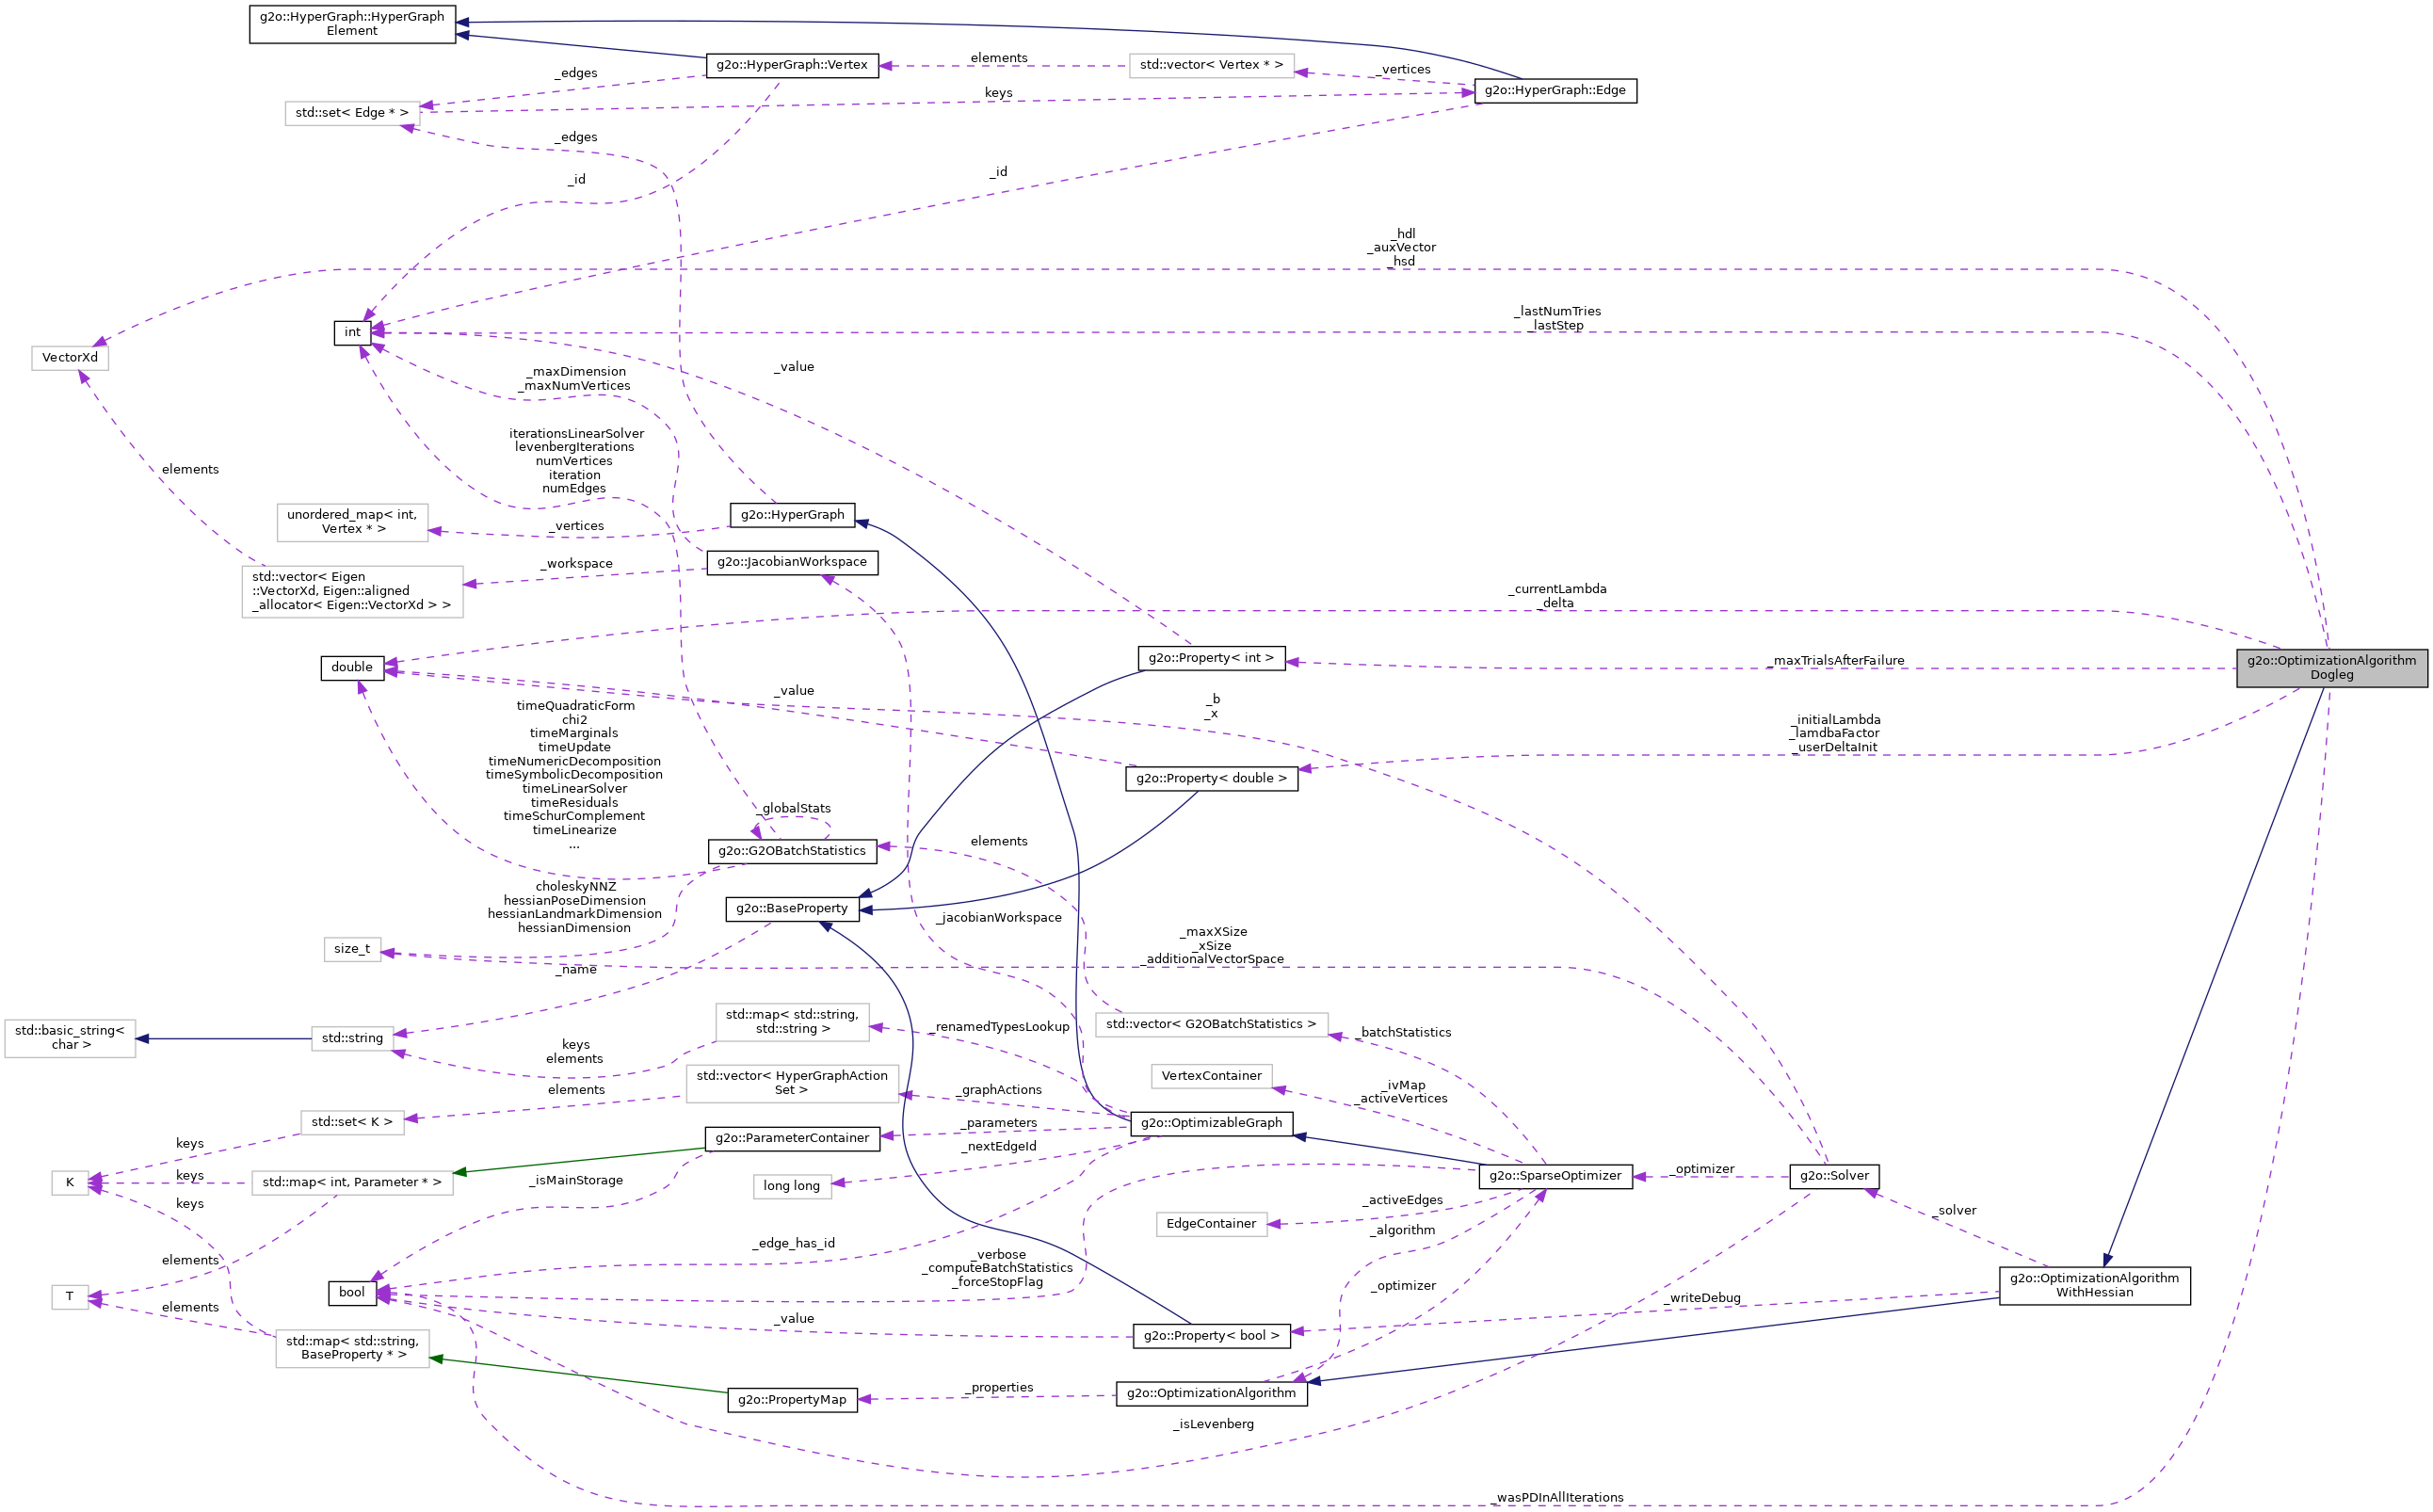 g2o::HyperGraph::HyperGraph
Element
g2o::HyperGraph::Vertex
elements
std::vector< Vertex * >
_vertices
g2o::HyperGraph::Edge
_edges
std::set< Edge * >
keys
_edges
_id
_id
_hdl
_auxVector
_hsd
int
_lastNumTries
_lastStep
VectorXd
_value
_maxDimension
_maxNumVertices
iterationsLinearSolver
levenbergIterations
numVertices
iteration
numEdges
elements
unordered_map< int,
Vertex * >
_vertices
g2o::HyperGraph
g2o::JacobianWorkspace
_workspace
std::vector< Eigen
::VectorXd, Eigen::aligned
_allocator< Eigen::VectorXd > >
_currentLambda
_delta
double
g2o::Property< int >
_maxTrialsAfterFailure
g2o::OptimizationAlgorithm
Dogleg
_value
_b
_x
_initialLambda
_lamdbaFactor
_userDeltaInit
timeQuadraticForm
chi2
timeMarginals
timeUpdate
timeNumericDecomposition
timeSymbolicDecomposition
timeLinearSolver
timeResiduals
timeSchurComplement
timeLinearize
...
g2o::Property< double >
_globalStats
g2o::G2OBatchStatistics
elements
choleskyNNZ
hessianPoseDimension
hessianLandmarkDimension
hessianDimension
g2o::BaseProperty
_jacobianWorkspace
size_t
_maxXSize
_xSize
_additionalVectorSpace
_name
std::basic_string<
char >
std::string
std::map< std::string,
std::string >
_renamedTypesLookup
std::vector< G2OBatchStatistics >
_batchStatistics
keys
elements
std::vector< HyperGraphAction
Set >
elements
_graphActions
VertexContainer
_ivMap
_activeVertices
std::set< K >
g2o::ParameterContainer
_parameters
g2o::OptimizableGraph
_nextEdgeId
keys
K
keys
std::map< int, Parameter * >
_isMainStorage
long long
g2o::SparseOptimizer
_optimizer
g2o::Solver
keys
_activeEdges
EdgeContainer
_algorithm
_solver
_edge_has_id
elements
_verbose
_computeBatchStatistics
_forceStopFlag
T
bool
_optimizer
g2o::OptimizationAlgorithm
WithHessian
elements
_value
_writeDebug
g2o::Property< bool >
std::map< std::string,
BaseProperty * >
g2o::PropertyMap
_properties
g2o::OptimizationAlgorithm
_isLevenberg
_wasPDInAllIterations